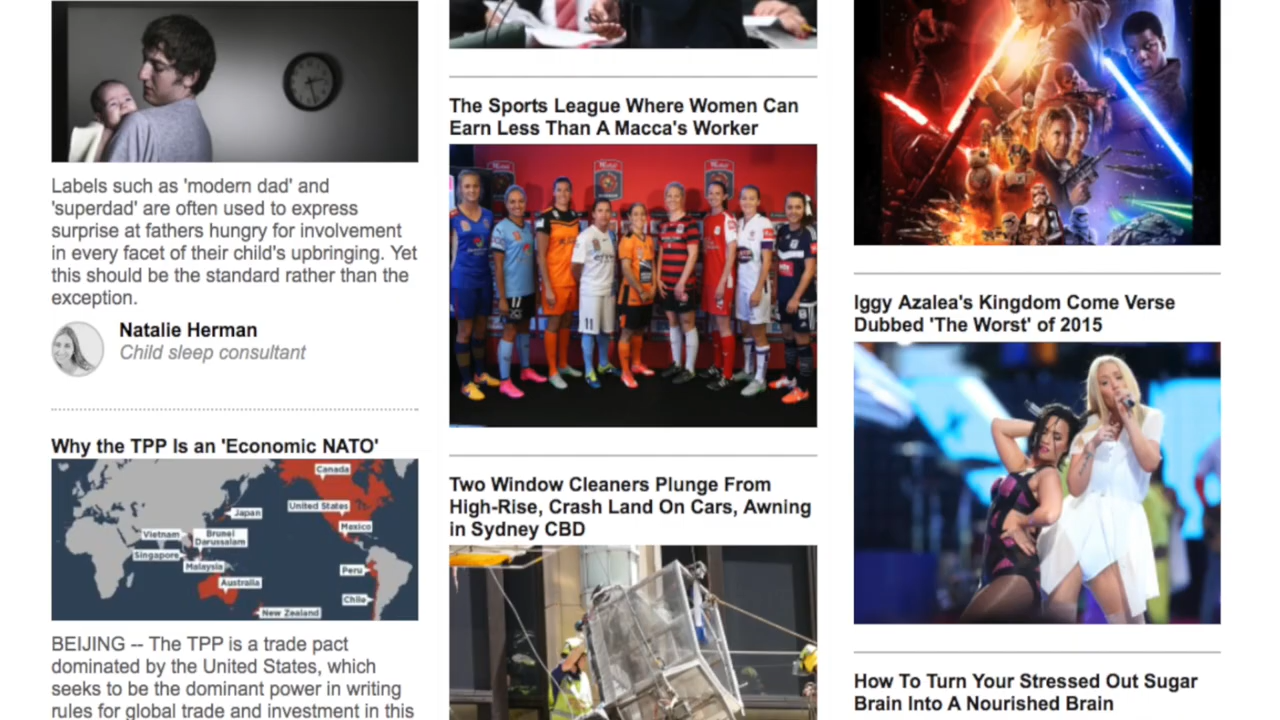 Labels such as 'modern dad' and
'superdad' are often used to express
surprise at fathers hungry for involvement
in every facet of their child's upbringing. Yet
this should be the standard rather than the
exception.
Natalie Herman
Child sleep consultant
Why the TPP Is an 'Economic NATO'
Canada
United States
Japan
Mexico
Vietnam
Brunei
Darussalam
Singapore
Malaysia
Peru
Australia
Chile
New Zealand
BEIJING -- The TPP is a trade pact
dominated by the United States, which
seeks to be the dominant power in writing
rules for global trade and investment in this
The Sports League Where Women Can
Earn Less Than A Macca's Worker
11
17
Two Window Cleaners Plunge From
High-Rise, Crash Land On Cars, Awning
in Sydney CBD
Iggy Azalea's Kingdom Come Verse
Dubbed 'The Worst' of 2015
How To Turn Your Stressed Out Sugar
Brain Into A Nourished Brain